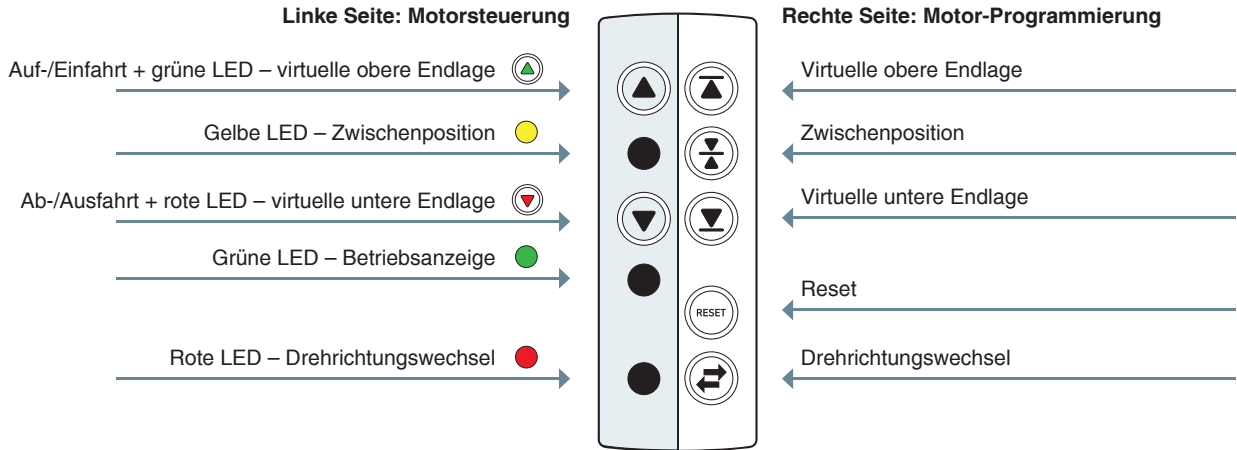 Linke Seite: Motorsteuerung
Rechte Seite: Motor-Programmierung
Auf-/Einfahrt + grüne LED – virtuelle obere Endlage
Virtuelle obere Endlage
Gelbe LED – Zwischenposition
Zwischenposition
Ab-/Ausfahrt + rote LED – virtuelle untere Endlage
Virtuelle untere Endlage
Grüne LED – Betriebsanzeige
Reset
RESET
Rote LED – Drehrichtungswechsel
Drehrichtungswechsel